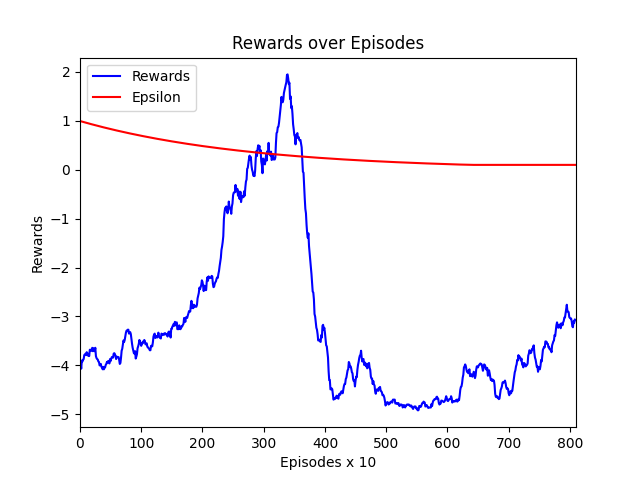 Rewards over Episodes
Rewards
Epsilon
2
1
0
−1
−2
−3
−4
−5
Rewards
0 100 200 300 400 500 600 700 800
Episodes x 10